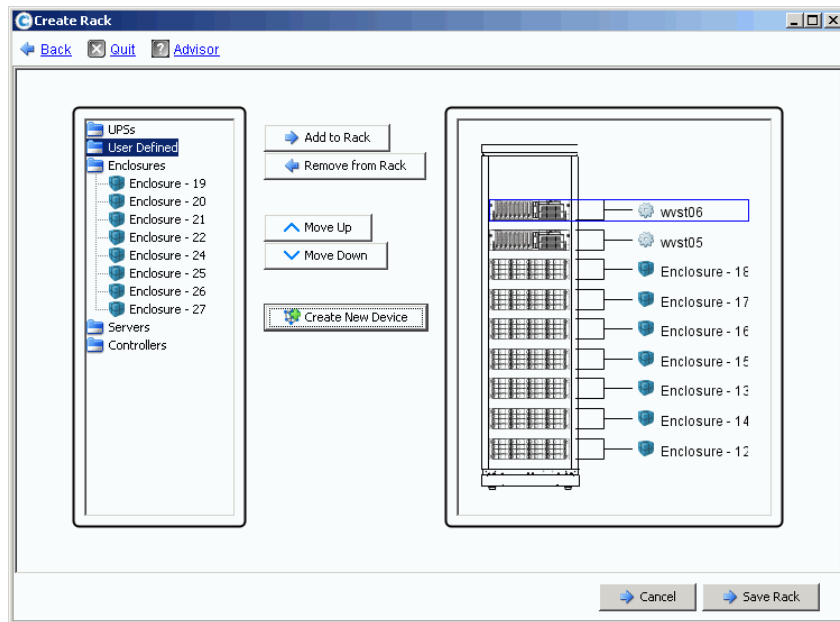 Create Rack
Back Quit Advisor
UPSs
User Defined
Enclosures
Enclosure - 19
Enclosure - 20
Enclosure - 21
Enclosure - 22
Enclosure - 24
Enclosure - 25
Enclosure - 26
Enclosure - 27
Servers
Controllers
Add to Rack
Remove from Rack
Move Up
Move Down
Create New Device
wvst06
wvst05
Enclosure - 18
Enclosure - 17
Enclosure - 16
Enclosure - 15
Enclosure - 13
Enclosure - 14
Enclosure - 12
Cancel
Save Rack